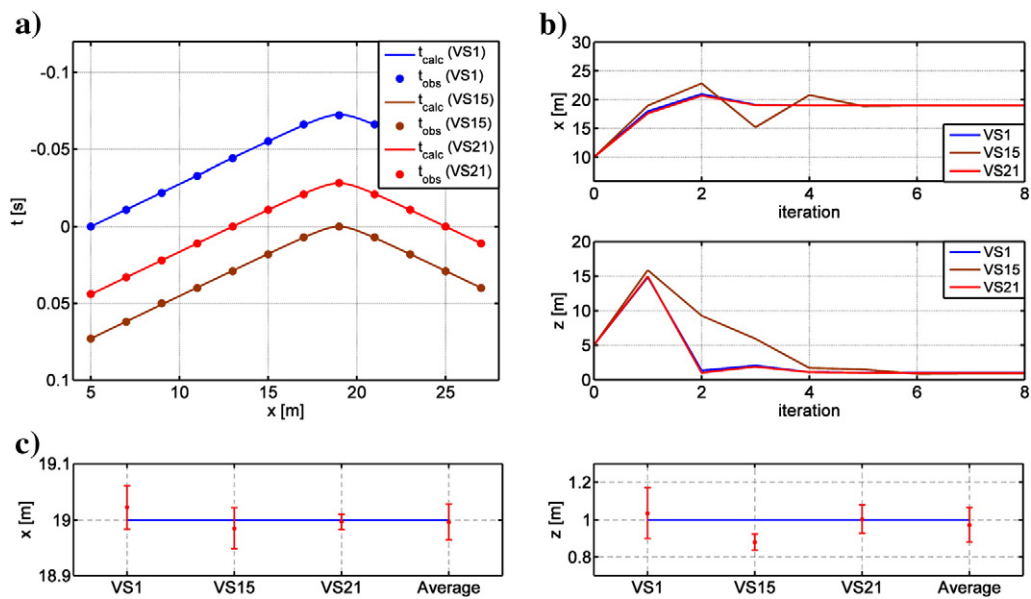 a)
-0.1
-0.05
0
0.05
0.1
t [s]
5 10 15 20 25
x [m]
t_calc (VS1)
t_obs (VS1)
t_calc (VS15)
t_obs (VS15)
t_calc (VS21)
t_obs (VS21)
b)
30
25
20
15
10
x [m]
0 2 4 6 8
iteration
VS1
VS15
VS21
20
15
10
5
0
z [m]
0 2 4 6 8
iteration
VS1
VS15
VS21
c)
19.1
19
18.9
x [m]
VS1 VS15 VS21 Average
1.2
1
0.8
z [m]
VS1 VS15 VS21 Average